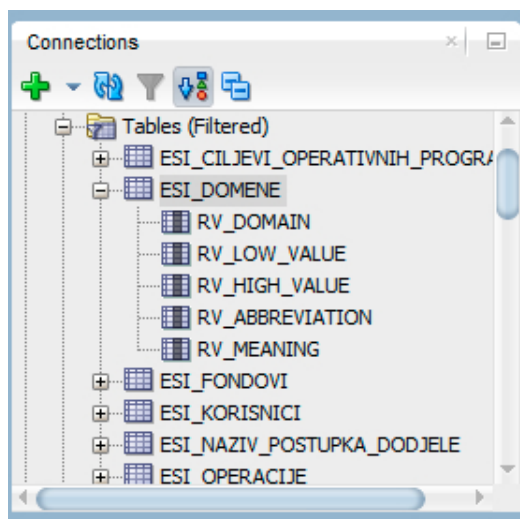 Connections
Tables (Filtered)
ESI_CILJEVI_OPERATIVNIH_PROGRA
ESI_DOMENE
RV_DOMAIN
RV_LOW_VALUE
RV_HIGH_VALUE
RV_ABBREVIATION
RV_MEANING
ESI_FONDOVI
ESI_KORISNICI
ESI_NAZIV_POSTUPKA_DODJELE
ESI_OPERACIJE